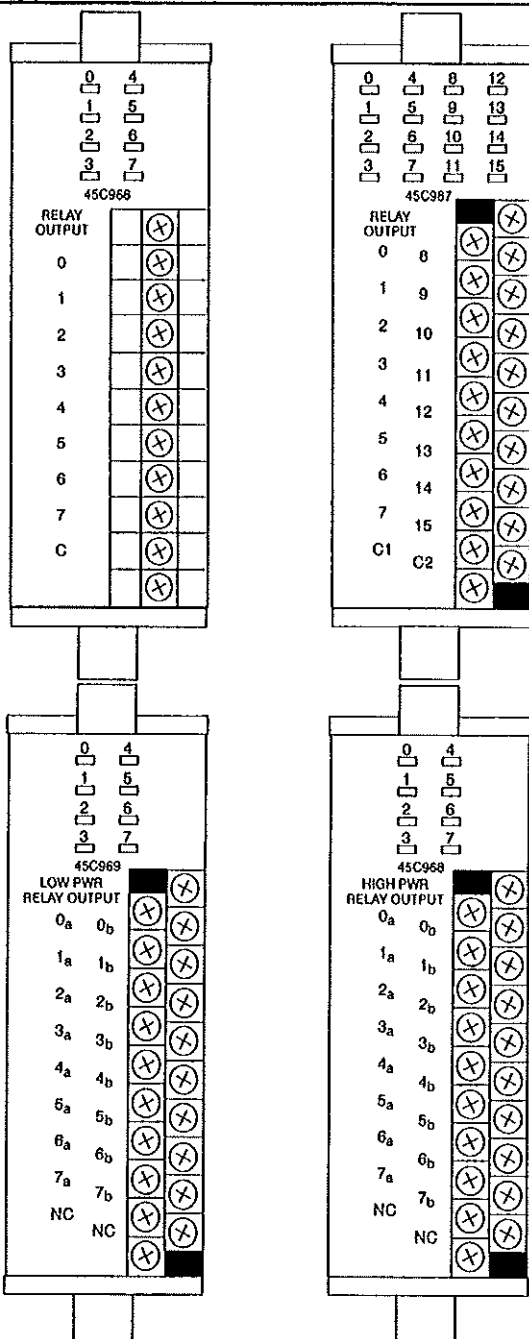 0 4
1 5
2 6
3 7
45C966
RELAY
OUTPUT
0
1
2
3
4
5
6
7
C
0 4 8 12
1 5 9 13
2 6 10 14
3 7 11 15
45C987
RELAY
OUTPUT
0 8
1 9
2 10
3 11
4 12
5 13
6 14
7 15
C1 C2
0 4
1 5
2 6
3 7
45C969
LOW PWR
RELAY OUTPUT
0a 0b
1a 1b
2a 2b
3a 3b
4a 4b
5a 5b
6a 6b
7a 7b
NC NC
0 4
1 5
2 6
3 7
45C968
HIGH PWR
RELAY OUTPUT
0a 0b
1a 1b
2a 2b
3a 3b
4a 4b
5a 5b
6a 6b
7a 7b
NC NC